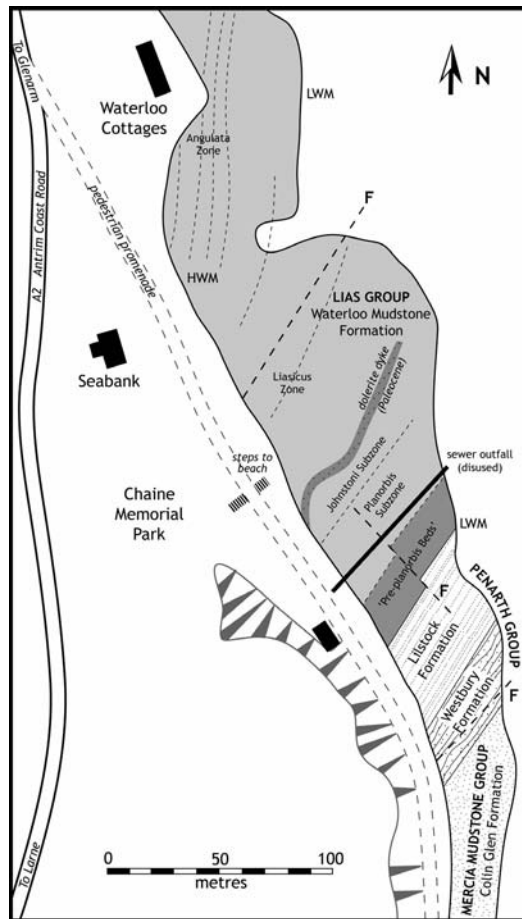 To Glenarm
Waterloo
Cottages
LWM
N
Angulata
Zone
F
A2 Antrim Coast Road
pedestrian promenade
HWM
LIAS GROUP
Waterloo Mudstone
Formation
Seabank
Liasicus
Zone
dolerite dyke
(Paleocene)
steps to
beach
Johnstoni Subzone
Planorbis
Subzone
sewer outfall
(disused)
Chaine
Memorial
Park
LWM
'Pre-planorbis Beds'
PENARTH GROUP
F
Lilstock
Formation
Westbury
Formation
F
MERCIA MUDSTONE GROUP
Colin Glen Formation
To Larne
0 50 100
metres